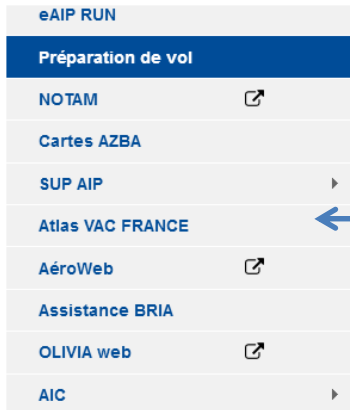 eAIP RUN
Préparation de vol
NOTAM
Cartes AZBA
SUP AIP
Atlas VAC FRANCE
AéroWeb
Assistance BRIA
OLIVIA web
AIC